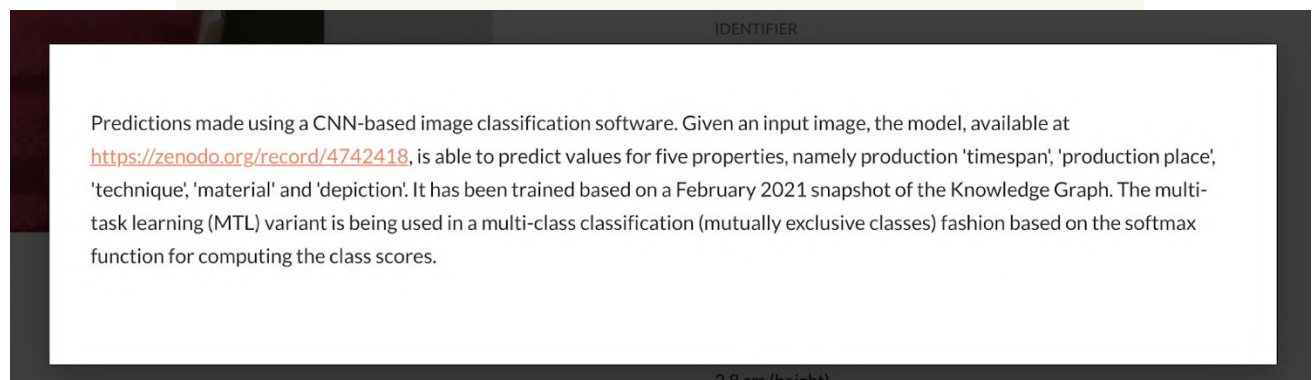 IDENTIFIER
Predictions made using a CNN-based image classification software. Given an input image, the model, available at
https://zenodo.org/record/4742418, is able to predict values for five properties, namely production 'timespan', 'production place',
'technique', 'material' and 'depiction'. It has been trained based on a February 2021 snapshot of the Knowledge Graph. The multi-
task learning (MTL) variant is being used in a multi-class classification (mutually exclusive classes) fashion based on the softmax
function for computing the class scores.